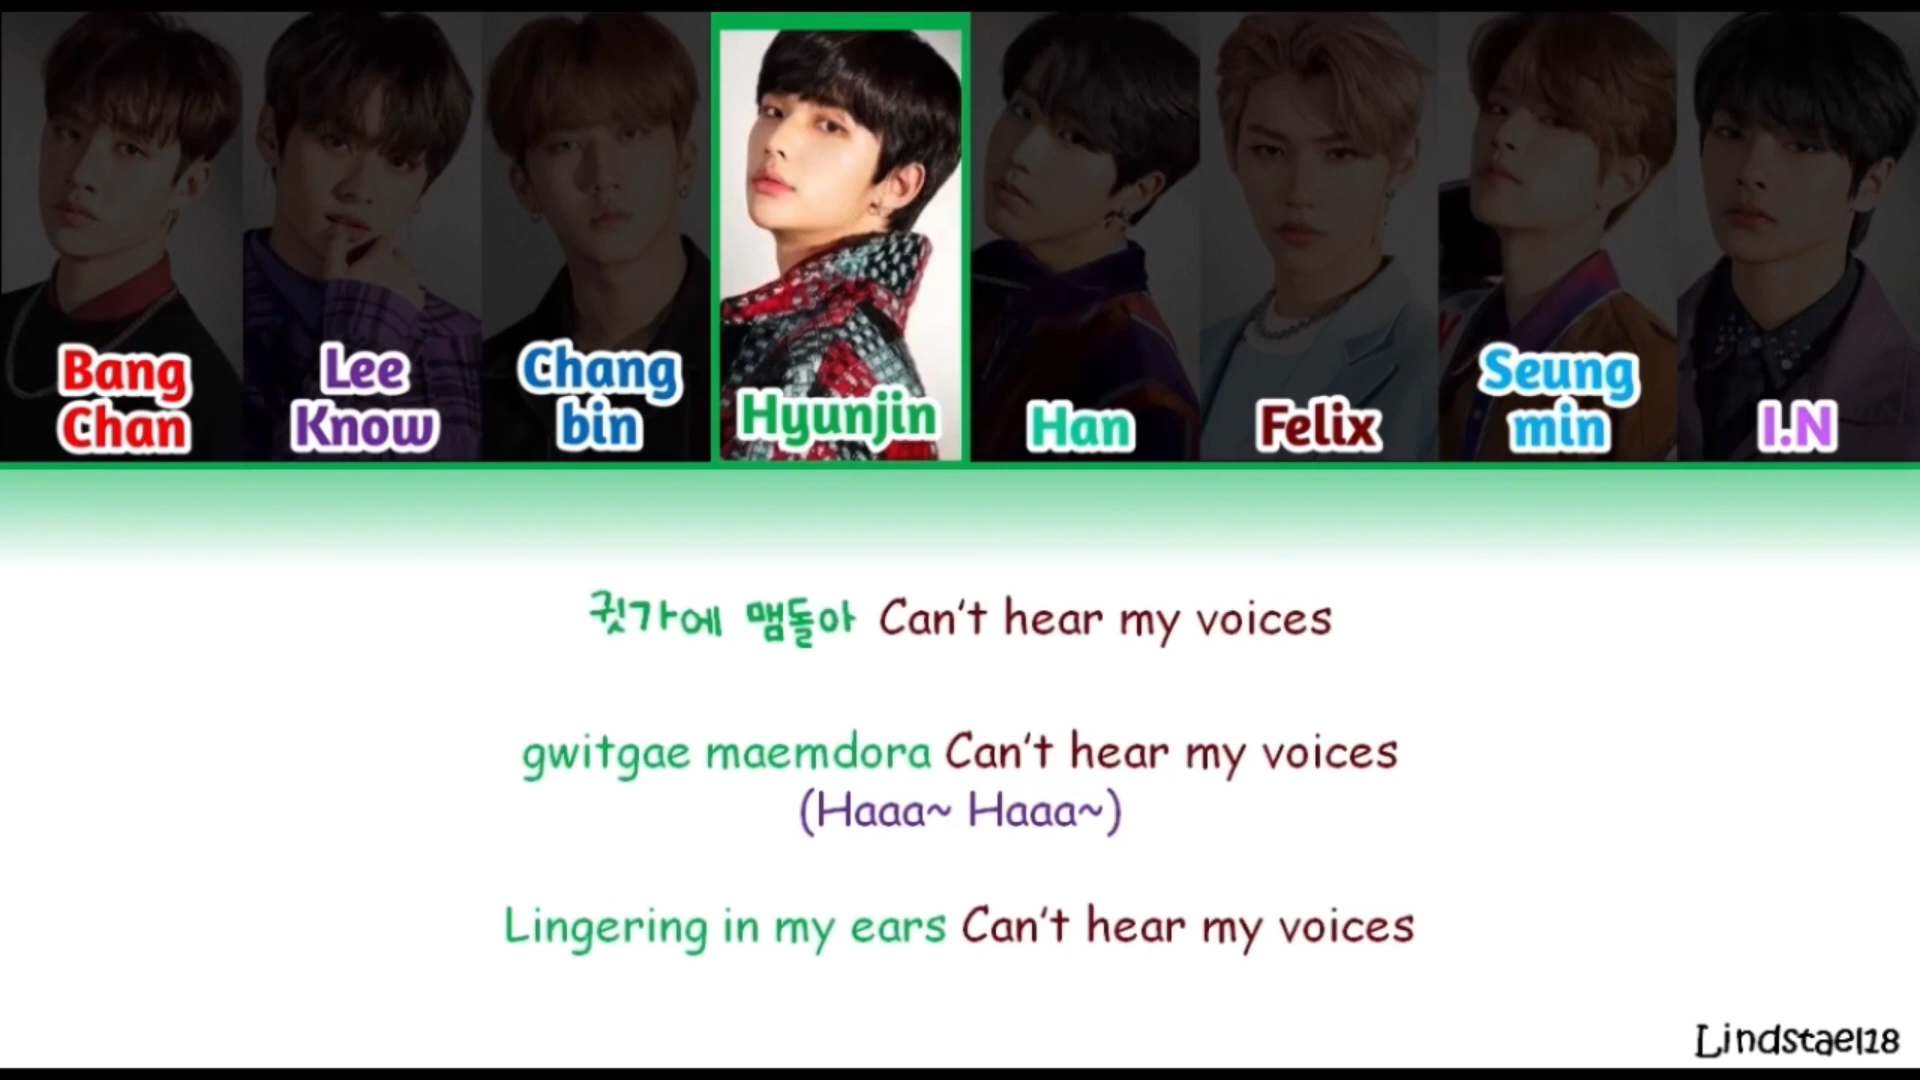 Bang
Chan
Lee
Know
Chang
bin
Hyunjin
Han
Felix
Seung
min
I.N
귓가에 맴돌아 Can't hear my voices
gwitgae maemdora Can't hear my voices
(Haaa~ Haaa~)
Lingering in my ears Can't hear my voices
Lindstael18